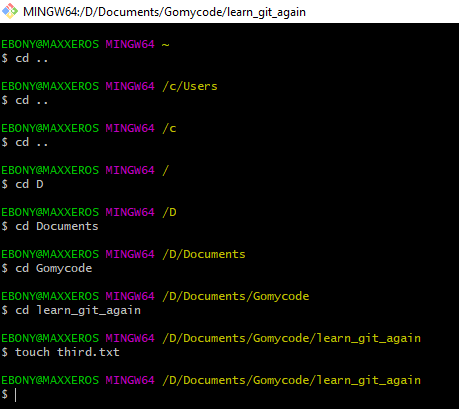 MINGW64:/D/Documents/Gomycode/learn_git_again
EBONY@MAXXEROS MINGW64 ~
$ cd ..
EBONY@MAXXEROS MINGW64 /c/Users
$ cd ..
EBONY@MAXXEROS MINGW64 /c
$ cd ..
EBONY@MAXXEROS MINGW64 /
$ cd D
EBONY@MAXXEROS MINGW64 /D
$ cd Documents
EBONY@MAXXEROS MINGW64 /D/Documents
$ cd Gomycode
EBONY@MAXXEROS MINGW64 /D/Documents/Gomycode
$ cd learn_git_again
EBONY@MAXXEROS MINGW64 /D/Documents/Gomycode/learn_git_again
$ touch third.txt
EBONY@MAXXEROS MINGW64 /D/Documents/Gomycode/learn_git_again
$